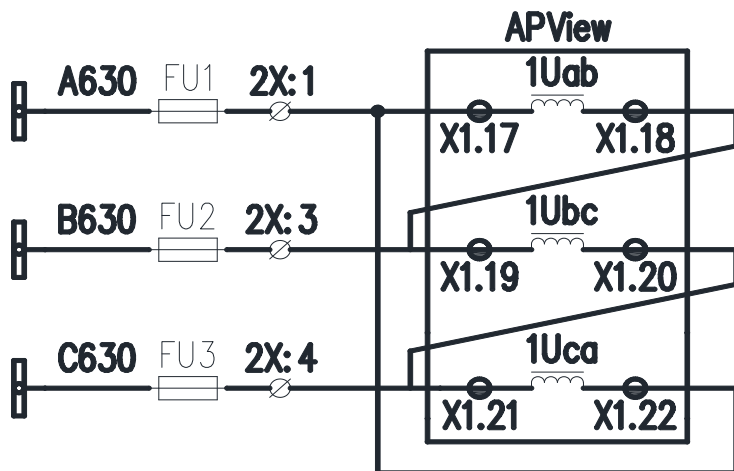 APView
A630 FU1 2X:1 1Uab
X1.17 X1.18
B630 FU2 2X:3 1Ubc
X1.19 X1.20
C630 FU3 2X:4 1Uca
X1.21 X1.22